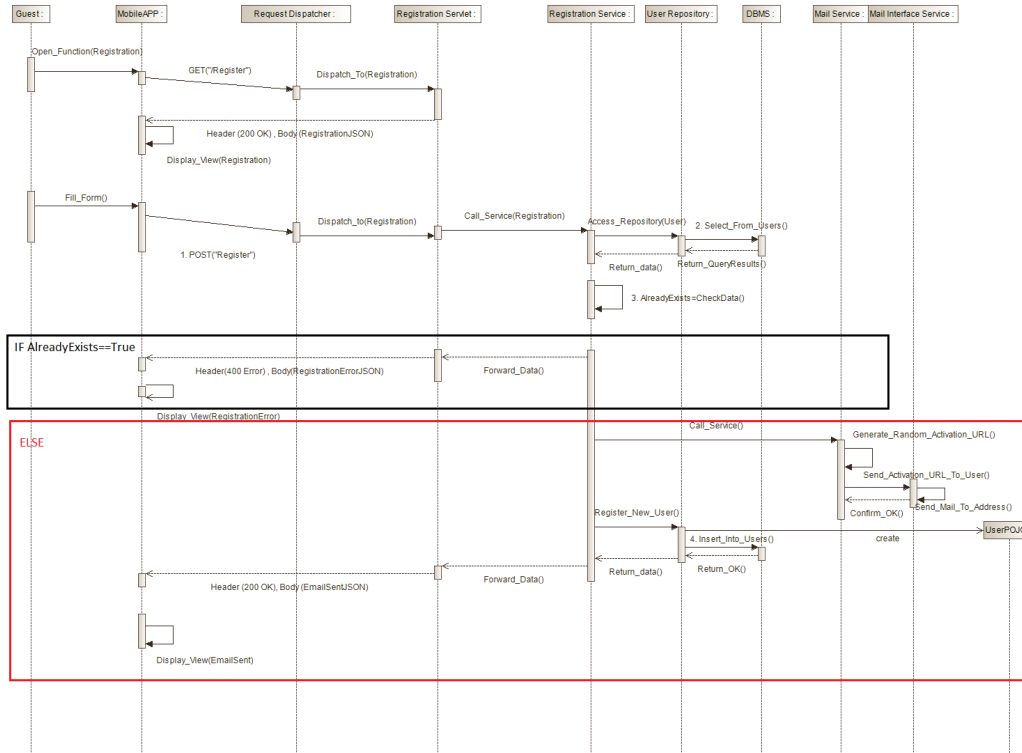 Guest :
MobileAPP :
Request Dispatcher :
Registration Servlet :
Registration Service :
User Repository :
DBMS :
Mail Service :
Mail Interface Service :
Open_Function(Registration)
GET("/Register")
Dispatch_To(Registration)
Header (200 OK) , Body (RegistrationJSON)
Display_View(Registration)
Fill_Form()
1. POST("Register")
Dispatch_to(Registration)
Call_Service(Registration)
Access_Repository(User)
2. Select_From_Users()
Return_QueryResults()
Return_data()
3. AlreadyExists=CheckData()
IF AlreadyExists==True
Forward_Data()
Header(400 Error) , Body(RegistrationErrorJSON)
Display_View(RegistrationError)
ELSE
Call_Service()
Generate_Random_Activation_URL()
Send_Activation_URL_To_User()
Send_Mail_To_Address()
Confirm_OK()
Register_New_User()
create
UserPOJO
4. Insert_Into_Users()
Return_OK()
Return_data()
Forward_Data()
Header (200 OK), Body (EmailSentJSON)
Display_View(EmailSent)